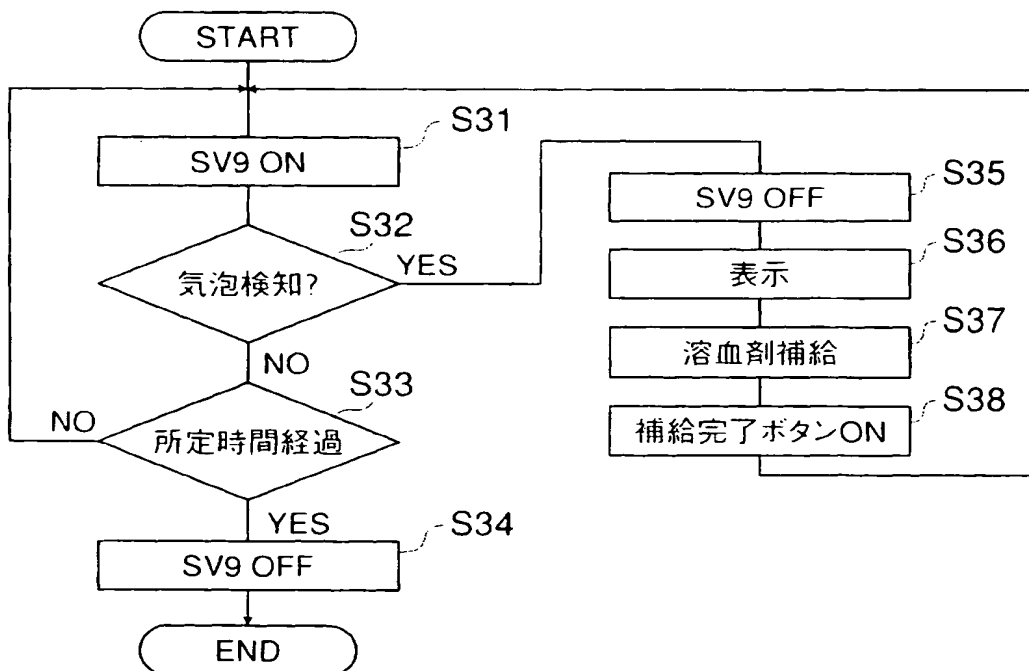 START
S31
SV9 ON
S32
気泡検知?
YES
NO
S33
NO
所定時間経過
YES
S34
SV9 OFF
END
S35
SV9 OFF
S36
表示
S37
溶血剤補給
S38
補給完了ボタンON